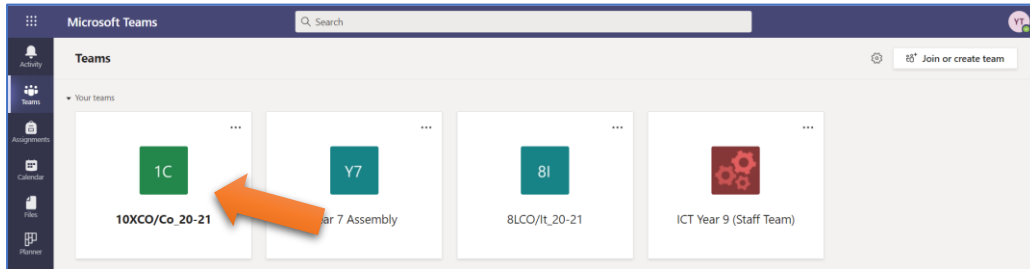 Microsoft Teams
Search
YT
Activity
Teams
Join or create team
Teams
Your teams
Assignments
Calendar
Files
Planner
1C
Y7
8I
10XCO/Co_20-21
ar 7 Assembly
8LCO/It_20-21
ICT Year 9 (Staff Team)